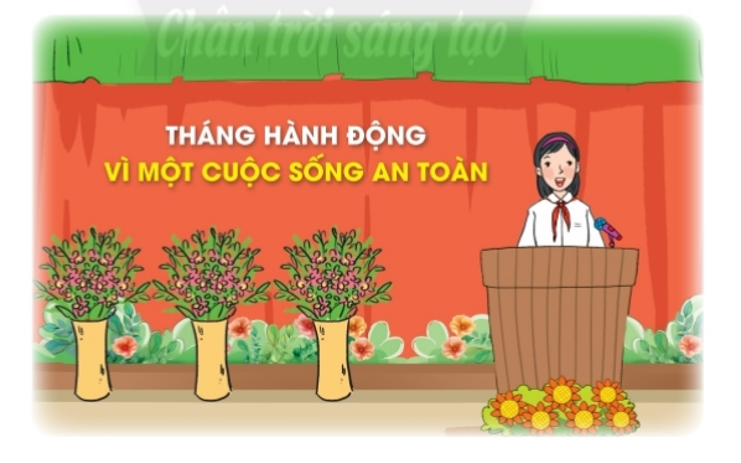 Chân trời sáng tạo
THÁNG HÀNH ĐỘNG
VÌ MỘT CUỘC SỐNG AN TOÀN